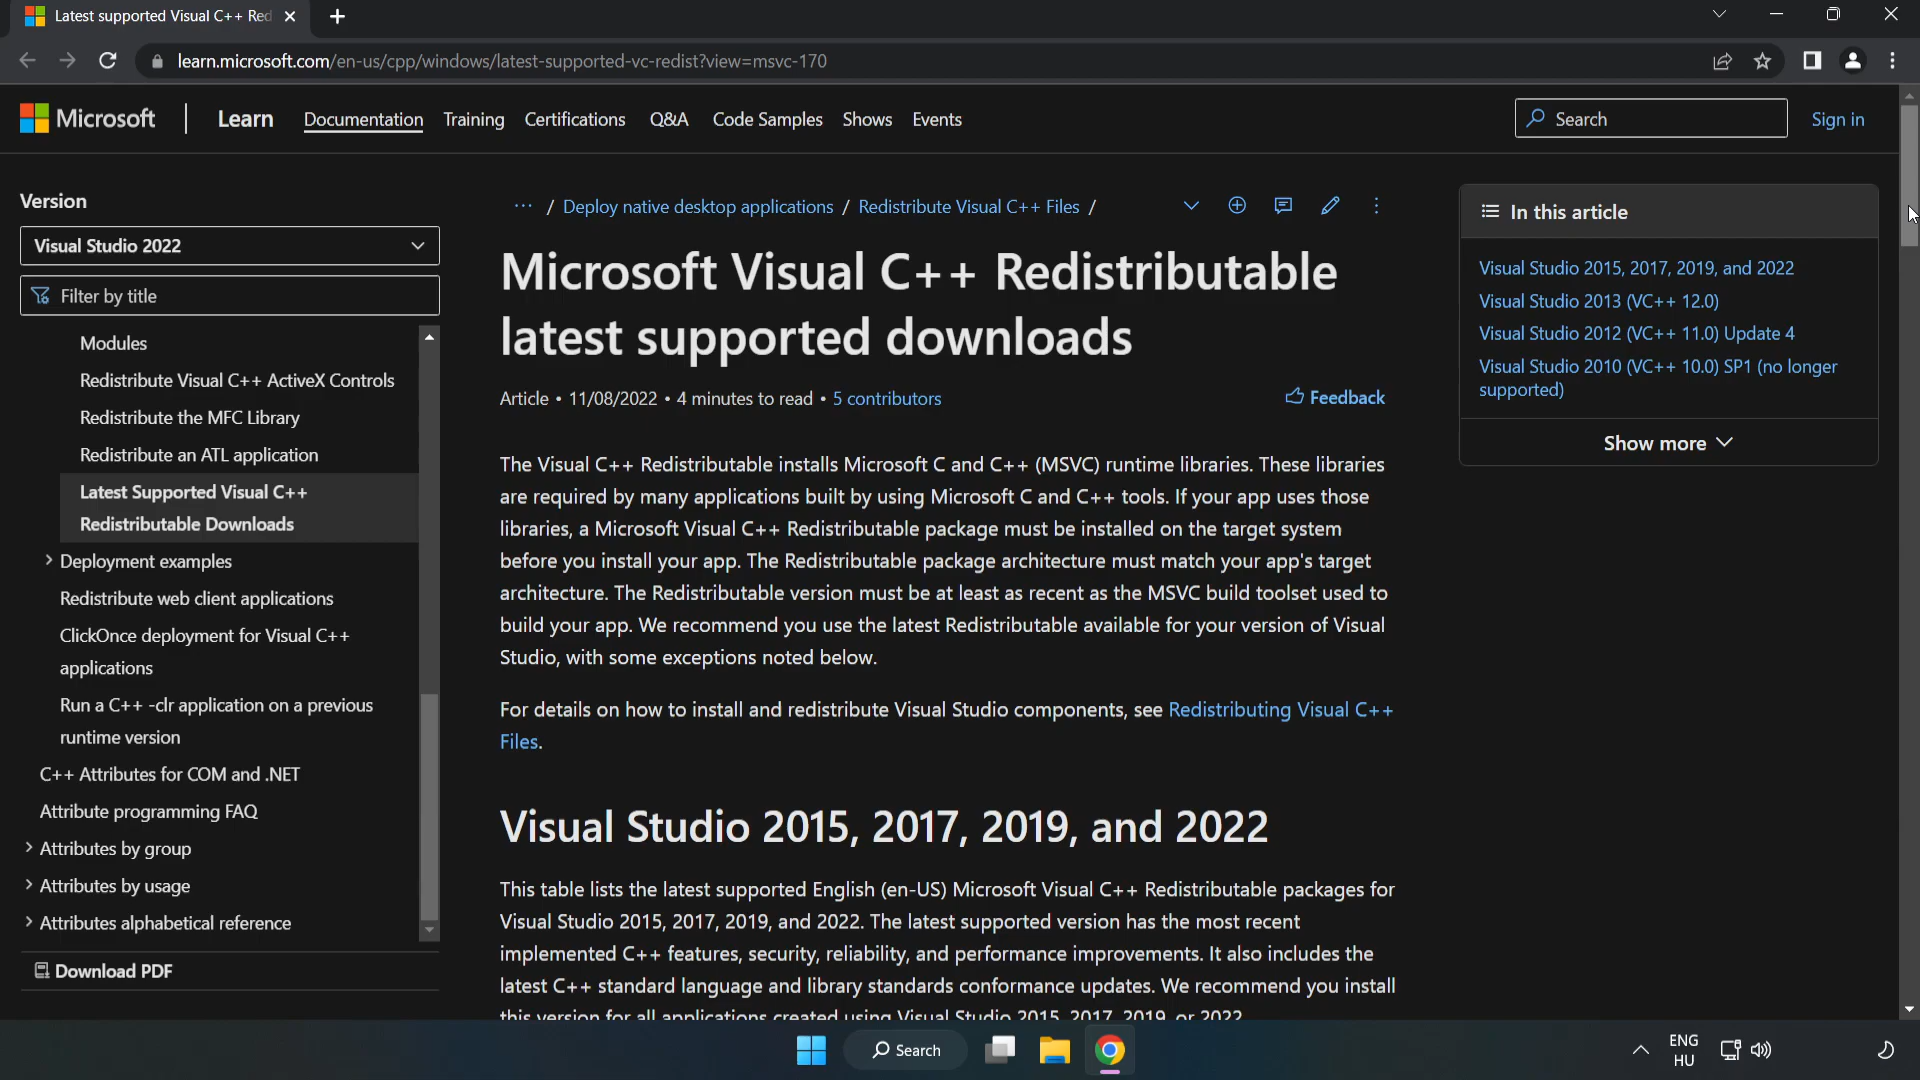 Latest supported Visual C++ Red
learn.microsoft.com/en-us/cpp/windows/latest-supported-vc-redist?view=msvc-170
Microsoft
Learn
Documentation
Training
Certifications
Q&A
Code Samples
Shows
Events
Search
Sign in
Version
Visual Studio 2022
Filter by title
Modules
Redistribute Visual C++ ActiveX Controls
Redistribute the MFC Library
Redistribute an ATL application
Latest Supported Visual C++
Redistributable Downloads
Deployment examples
Redistribute web client applications
ClickOnce deployment for Visual C++
applications
Run a C++ -clr application on a previous
runtime version
C++ Attributes for COM and .NET
Attribute programming FAQ
Attributes by group
Attributes by usage
Attributes alphabetical reference
Download PDF
... / Deploy native desktop applications / Redistribute Visual C++ Files /
Microsoft Visual C++ Redistributable
latest supported downloads
Article • 11/08/2022 • 4 minutes to read • 5 contributors
Feedback
The Visual C++ Redistributable installs Microsoft C and C++ (MSVC) runtime libraries. These libraries
are required by many applications built by using Microsoft C and C++ tools. If your app uses those
libraries, a Microsoft Visual C++ Redistributable package must be installed on the target system
before you install your app. The Redistributable package architecture must match your app's target
architecture. The Redistributable version must be at least as recent as the MSVC build toolset used to
build your app. We recommend you use the latest Redistributable available for your version of Visual
Studio, with some exceptions noted below.
For details on how to install and redistribute Visual Studio components, see Redistributing Visual C++
Files.
Visual Studio 2015, 2017, 2019, and 2022
This table lists the latest supported English (en-US) Microsoft Visual C++ Redistributable packages for
Visual Studio 2015, 2017, 2019, and 2022. The latest supported version has the most recent
implemented C++ features, security, reliability, and performance improvements. It also includes the
latest C++ standard language and library standards conformance updates. We recommend you install
this version for all applications created using Visual Studio 2015, 2017, 2019, or 2022.
In this article
Visual Studio 2015, 2017, 2019, and 2022
Visual Studio 2013 (VC++ 12.0)
Visual Studio 2012 (VC++ 11.0) Update 4
Visual Studio 2010 (VC++ 10.0) SP1 (no longer
supported)
Show more
Search
ENG
HU